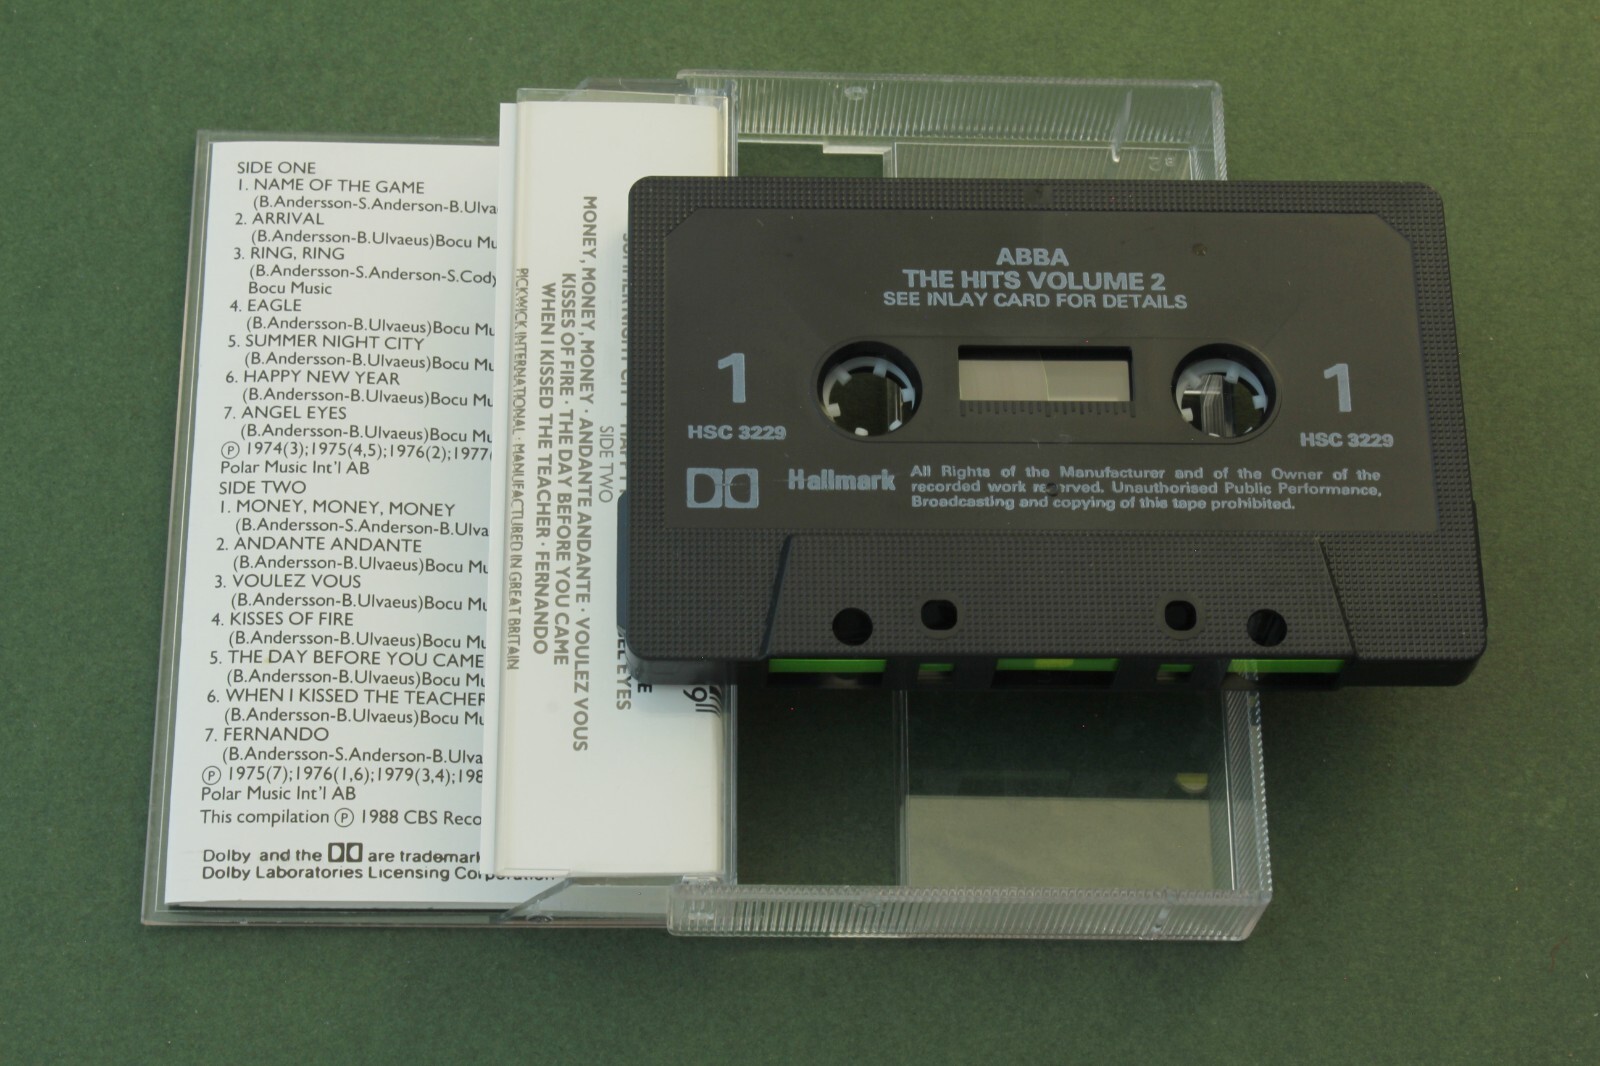 SIDE ONE
1. NAME OF THE GAME
(B.Andersson-S.Anderson-B.Ulva
2. ARRIVAL
(B.Andersson-B.Ulvaeus)Bocu Mu
3. RING, RING
(B.Andersson-S.Anderson-S.Cody
Bocu Music
4. EAGLE
(B.Andersson-B.Ulvaeus)Bocu Mu
5. SUMMER NIGHT CITY
(B.Andersson-B.Ulvaeus)Bocu Mu
6. HAPPY NEW YEAR
(B.Andersson-B.Ulvaeus)Bocu Mu
7. ANGEL EYES
(B.Andersson-B.Ulvaeus)Bocu Mu
Ⓟ 1974(3);1975(4,5);1976(2);1977(
Polar Music Int'l AB
SIDE TWO
1. MONEY, MONEY, MONEY
(B.Andersson-S.Anderson-B.Ulva
2. ANDANTE ANDANTE
(B.Andersson-B.Ulvaeus)Bocu Mu
3. VOULEZ VOUS
(B.Andersson-B.Ulvaeus)Bocu Mu
4. KISSES OF FIRE
(B.Andersson-B.Ulvaeus)Bocu Mu
5. THE DAY BEFORE YOU CAME
(B.Andersson-B.Ulvaeus)Bocu Mu
6. WHEN I KISSED THE TEACHER
(B.Andersson-B.Ulvaeus)Bocu Mu
7. FERNANDO
(B.Andersson-S.Anderson-B.Ulva
Ⓟ 1975(7);1976(1,6);1979(3,4);198
Polar Music Int'l AB
This compilation Ⓟ 1988 CBS Reco
Dolby and the DD are trademark
Dolby Laboratories Licensing Corporation
SUMMER NIGHT CITY · HAPPY
EL EYES
SIDE TWO
MONEY, MONEY, MONEY · ANDANTE ANDANTE · VOULEZ VOUS
KISSES OF FIRE · THE DAY BEFORE YOU CAME
WHEN I KISSED THE TEACHER · FERNANDO
PICKWICK INTERNATIONAL · MANUFACTURED IN GREAT BRITAIN
ABBA
THE HITS VOLUME 2
SEE INLAY CARD FOR DETAILS
1 1
HSC 3229 HSC 3229
Hallmark
All Rights of the Manufacturer and of the Owner of the
recorded work reserved. Unauthorised Public Performance,
Broadcasting and copying of this tape prohibited.